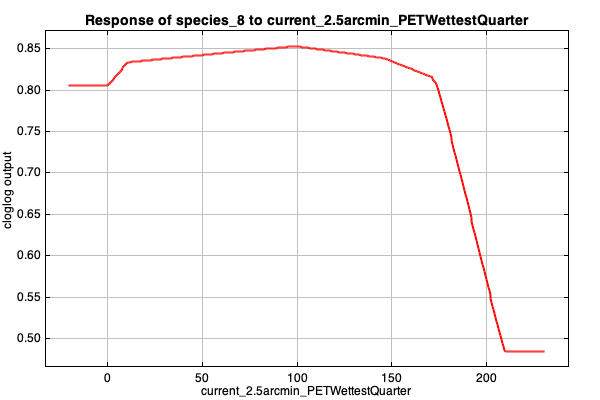 Response of species_8 to current_2.5arcmin_PETWettestQuarter
0.85
0.80
0.75
0.70
0.65
0.60
0.55
0.50
cloglog output
0 50 100 150 200
current_2.5arcmin_PETWettestQuarter